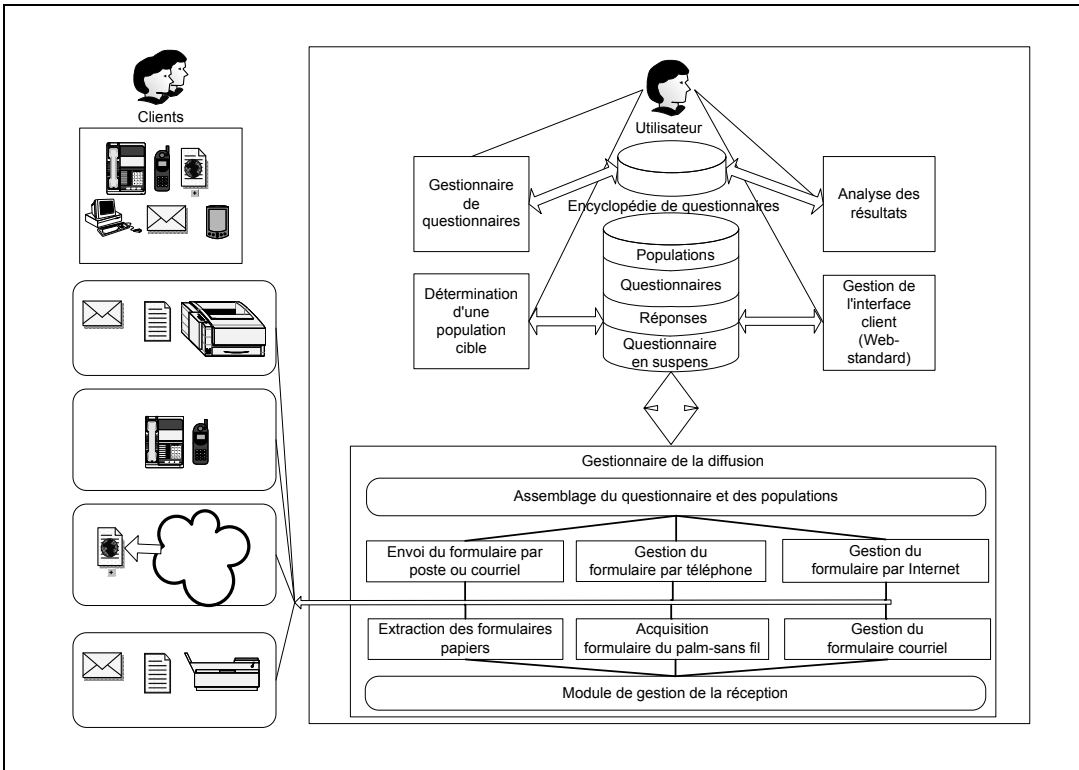 Clients
Utilisateur
Gestionnaire
de
questionnaires
Encyclopédie de questionnaires
Analyse des
résultats
Populations
Questionnaires
Réponses
Questionnaire
en suspens
Détermination
d'une
population
cible
Gestion de
l'interface
client
(Web-
standard)
Gestionnaire de la diffusion
Assemblage du questionnaire et des populations
Envoi du formulaire par
poste ou courriel
Gestion du
formulaire par téléphone
Gestion du
formulaire par Internet
Extraction des formulaires
papiers
Acquisition
formulaire du palm-sans fil
Gestion du
formulaire courriel
Module de gestion de la réception